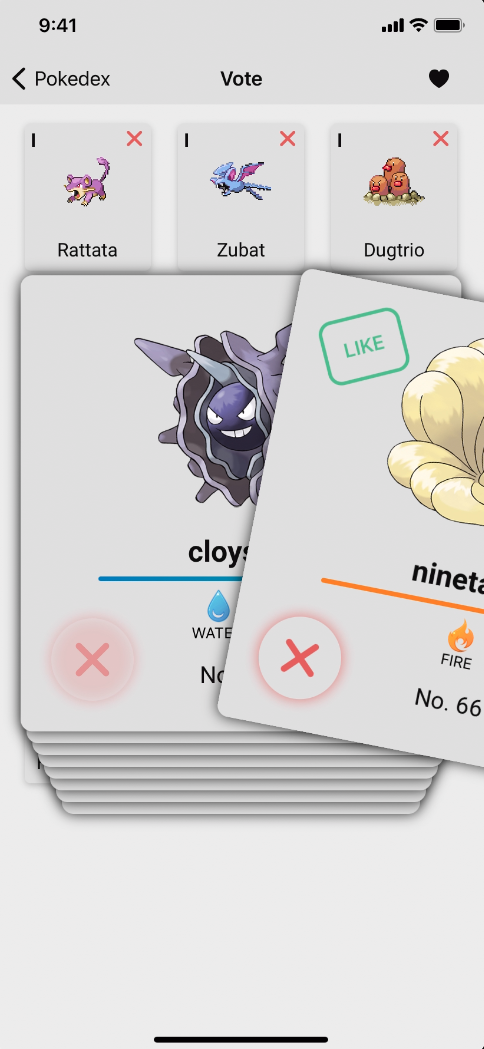 9:41
Pokedex
Vote
I
I
I
Rattata
Zubat
Dugtrio
LIKE
WATE
FIRE
No. 66